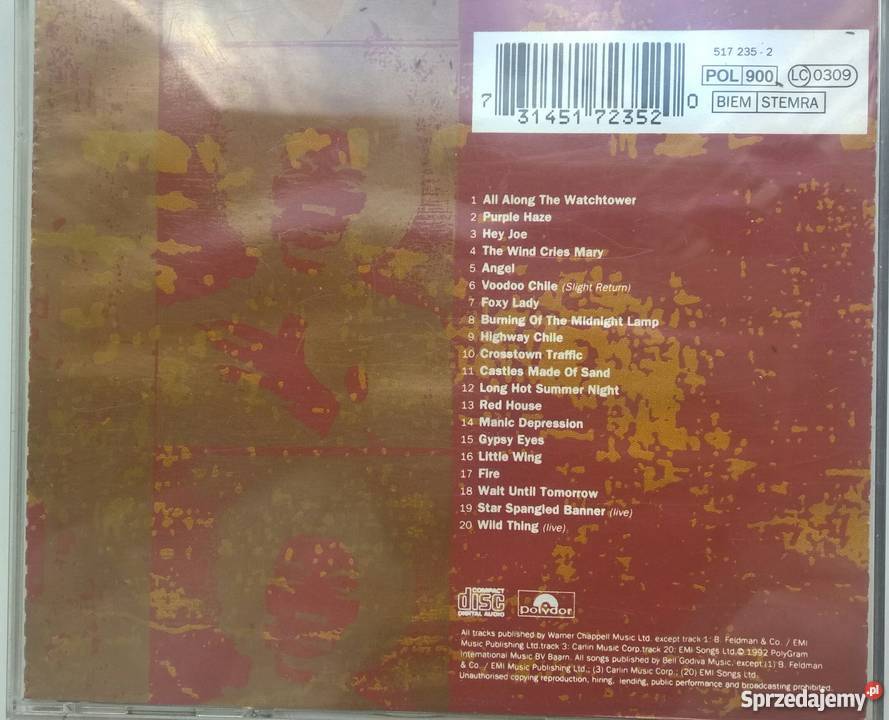 517 235 - 2
POL 900 LC 0309
BIEM STEMRA
7 31451 72352 0
1 All Along The Watchtower
2 Purple Haze
3 Hey Joe
4 The Wind Cries Mary
5 Angel
6 Voodoo Chile (Slight Return)
7 Foxy Lady
8 Burning Of The Midnight Lamp
9 Highway Chile
10 Crosstown Traffic
11 Castles Made Of Sand
12 Long Hot Summer Night
13 Red House
14 Manic Depression
15 Gypsy Eyes
16 Little Wing
17 Fire
18 Wait Until Tomorrow
19 Star Spangled Banner (live)
20 Wild Thing (live)
COMPACT
disc
DIGITAL AUDIO
polydor
All tracks published by Warner Chappell Music Ltd. except track 1: B. Feldman & Co. / EMI
Music Publishing Ltd.track 3: Carlin Music Corp.track 20: EMI Songs Ltd.© 1992 PolyGram
International Music BV Baarn. All songs published by Bell Godiva Music, except (1) B. Feldman
& Co. / EMI Music Publishing Ltd.; (3) Carlin Music Corp.; (20) EMI Songs Ltd.
Unauthorised copying reproduction, hiring, lending, public performance and broadcasting prohibited.
Sprzedajemy.pl